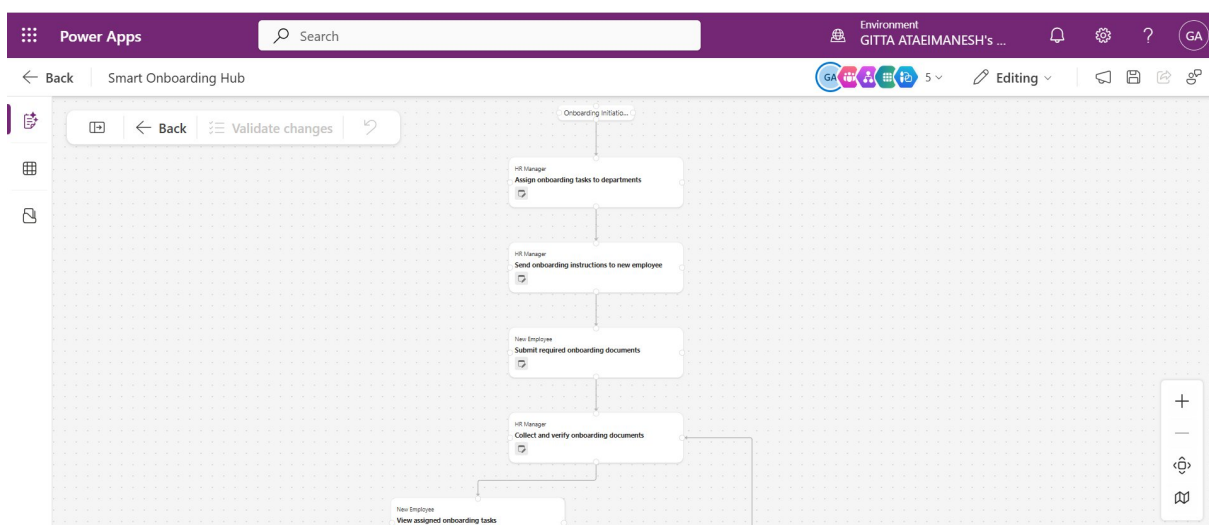 Power Apps
Search
Environment
GITTA ATAEIMANESH's ...
GA
Back
Smart Onboarding Hub
GA
5
Editing
Back
Validate changes
Onboarding Initiatio...
HR Manager
Assign onboarding tasks to departments
HR Manager
Send onboarding instructions to new employee
New Employee
Submit required onboarding documents
HR Manager
Collect and verify onboarding documents
New Employee
View assigned onboarding tasks